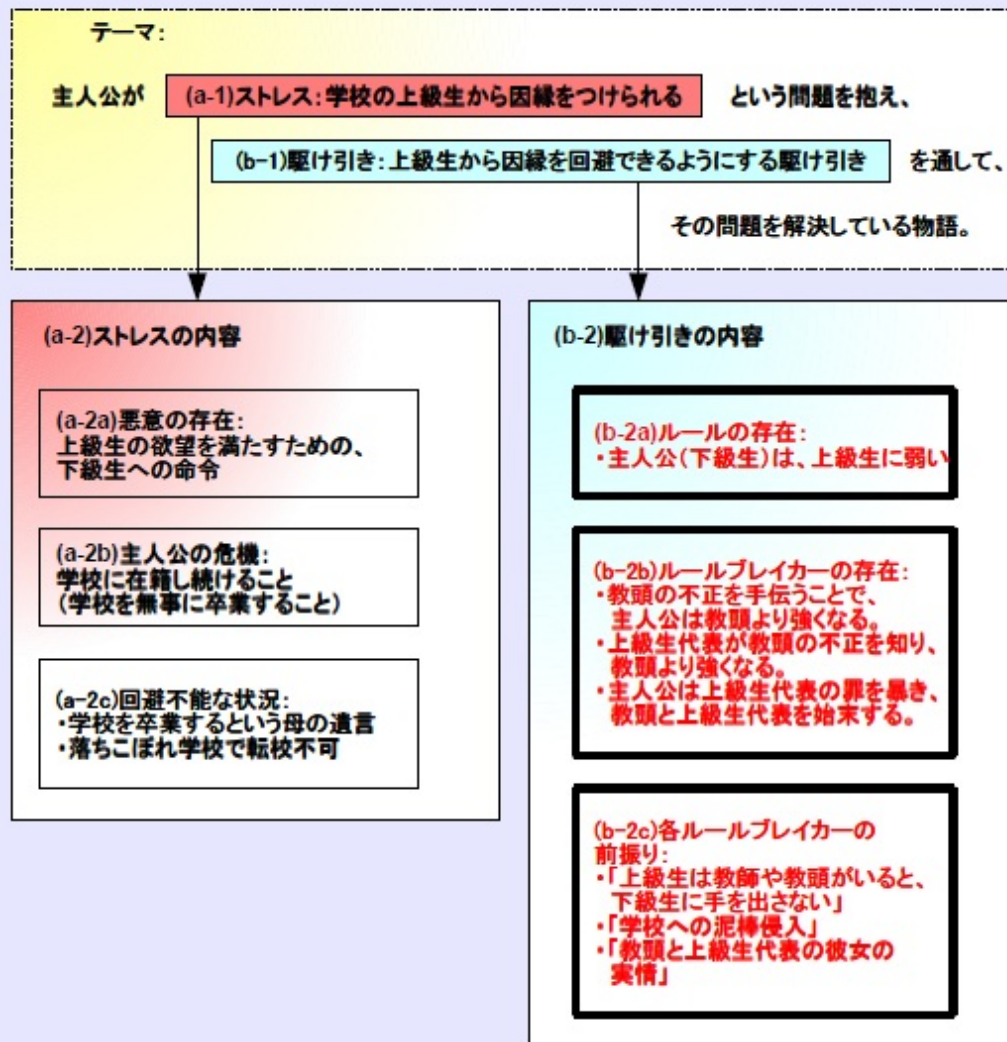 テーマ:
主人公が (a-1)ストレス:学校の上級生から因縁をつけられる という問題を抱え、
(b-1)駆け引き:上級生から因縁を回避できるようにする駆け引き を通して、
その問題を解決している物語。
(a-2)ストレスの内容
(a-2a)悪意の存在:
上級生の欲望を満たすための、
下級生への命令
(a-2b)主人公の危機:
学校に在籍し続けること
(学校を無事に卒業すること)
(a-2c)回避不能な状況:
・学校を卒業するという母の遺言
・落ちこぼれ学校で転校不可
(b-2)駆け引きの内容
(b-2a)ルールの存在:
・主人公(下級生)は、上級生に弱い
(b-2b)ルールブレイカーの存在:
・教頭の不正を手伝うことで、
主人公は教頭より強くなる。
・上級生代表が教頭の不正を知り、
教頭より強くなる。
・主人公は上級生代表の罪を暴き、
教頭と上級生代表を始末する。
(b-2c)各ルールブレイカーの
前振り:
・「上級生は教師や教頭がいると、
下級生に手を出さない」
・「学校への泥棒侵入」
・「教頭と上級生代表の彼女の
実情」